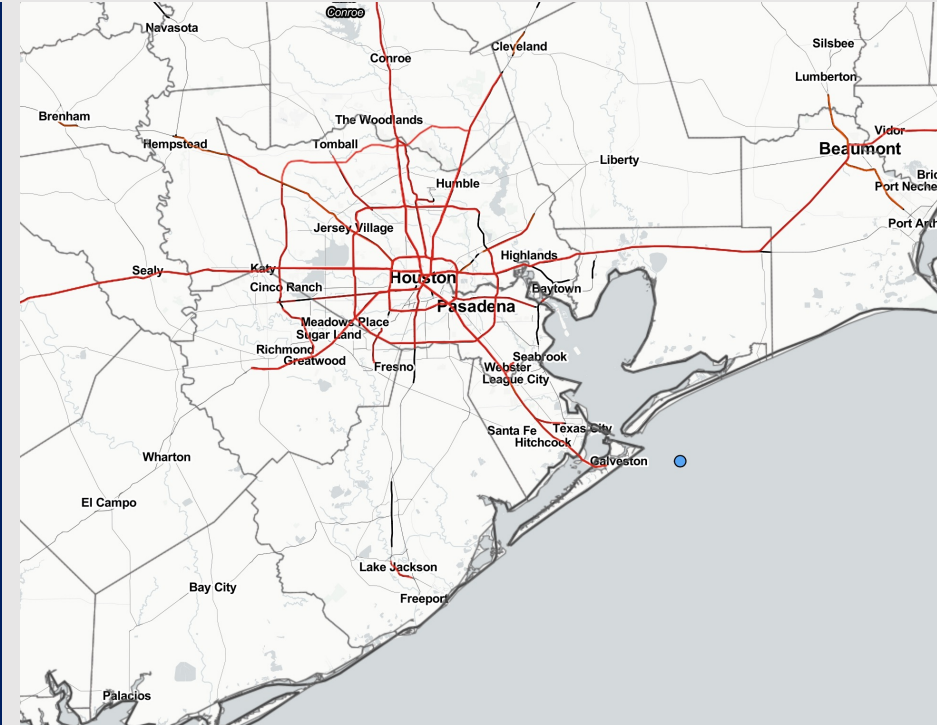 Conroe
Navasota
Silsbee
Cleveland
Conroe
Lumberton
Brenham
The Woodlands
Vidor
Hempstead
Tomball
Beaumont
Liberty
Humble
Port Neche
Port Art
Jersey Village
Highlands
Sealy
Katy
Houston
Cinco Ranch
Baytown
Pasadena
Meadows Place
Sugar Land
Richmond
Greatwood
Seabrook
Fresno
Webster
League City
Santa Fe
Texas City
Hitchcock
Wharton
Galveston
El Campo
Lake Jackson
Bay City
Freeport
Palacios